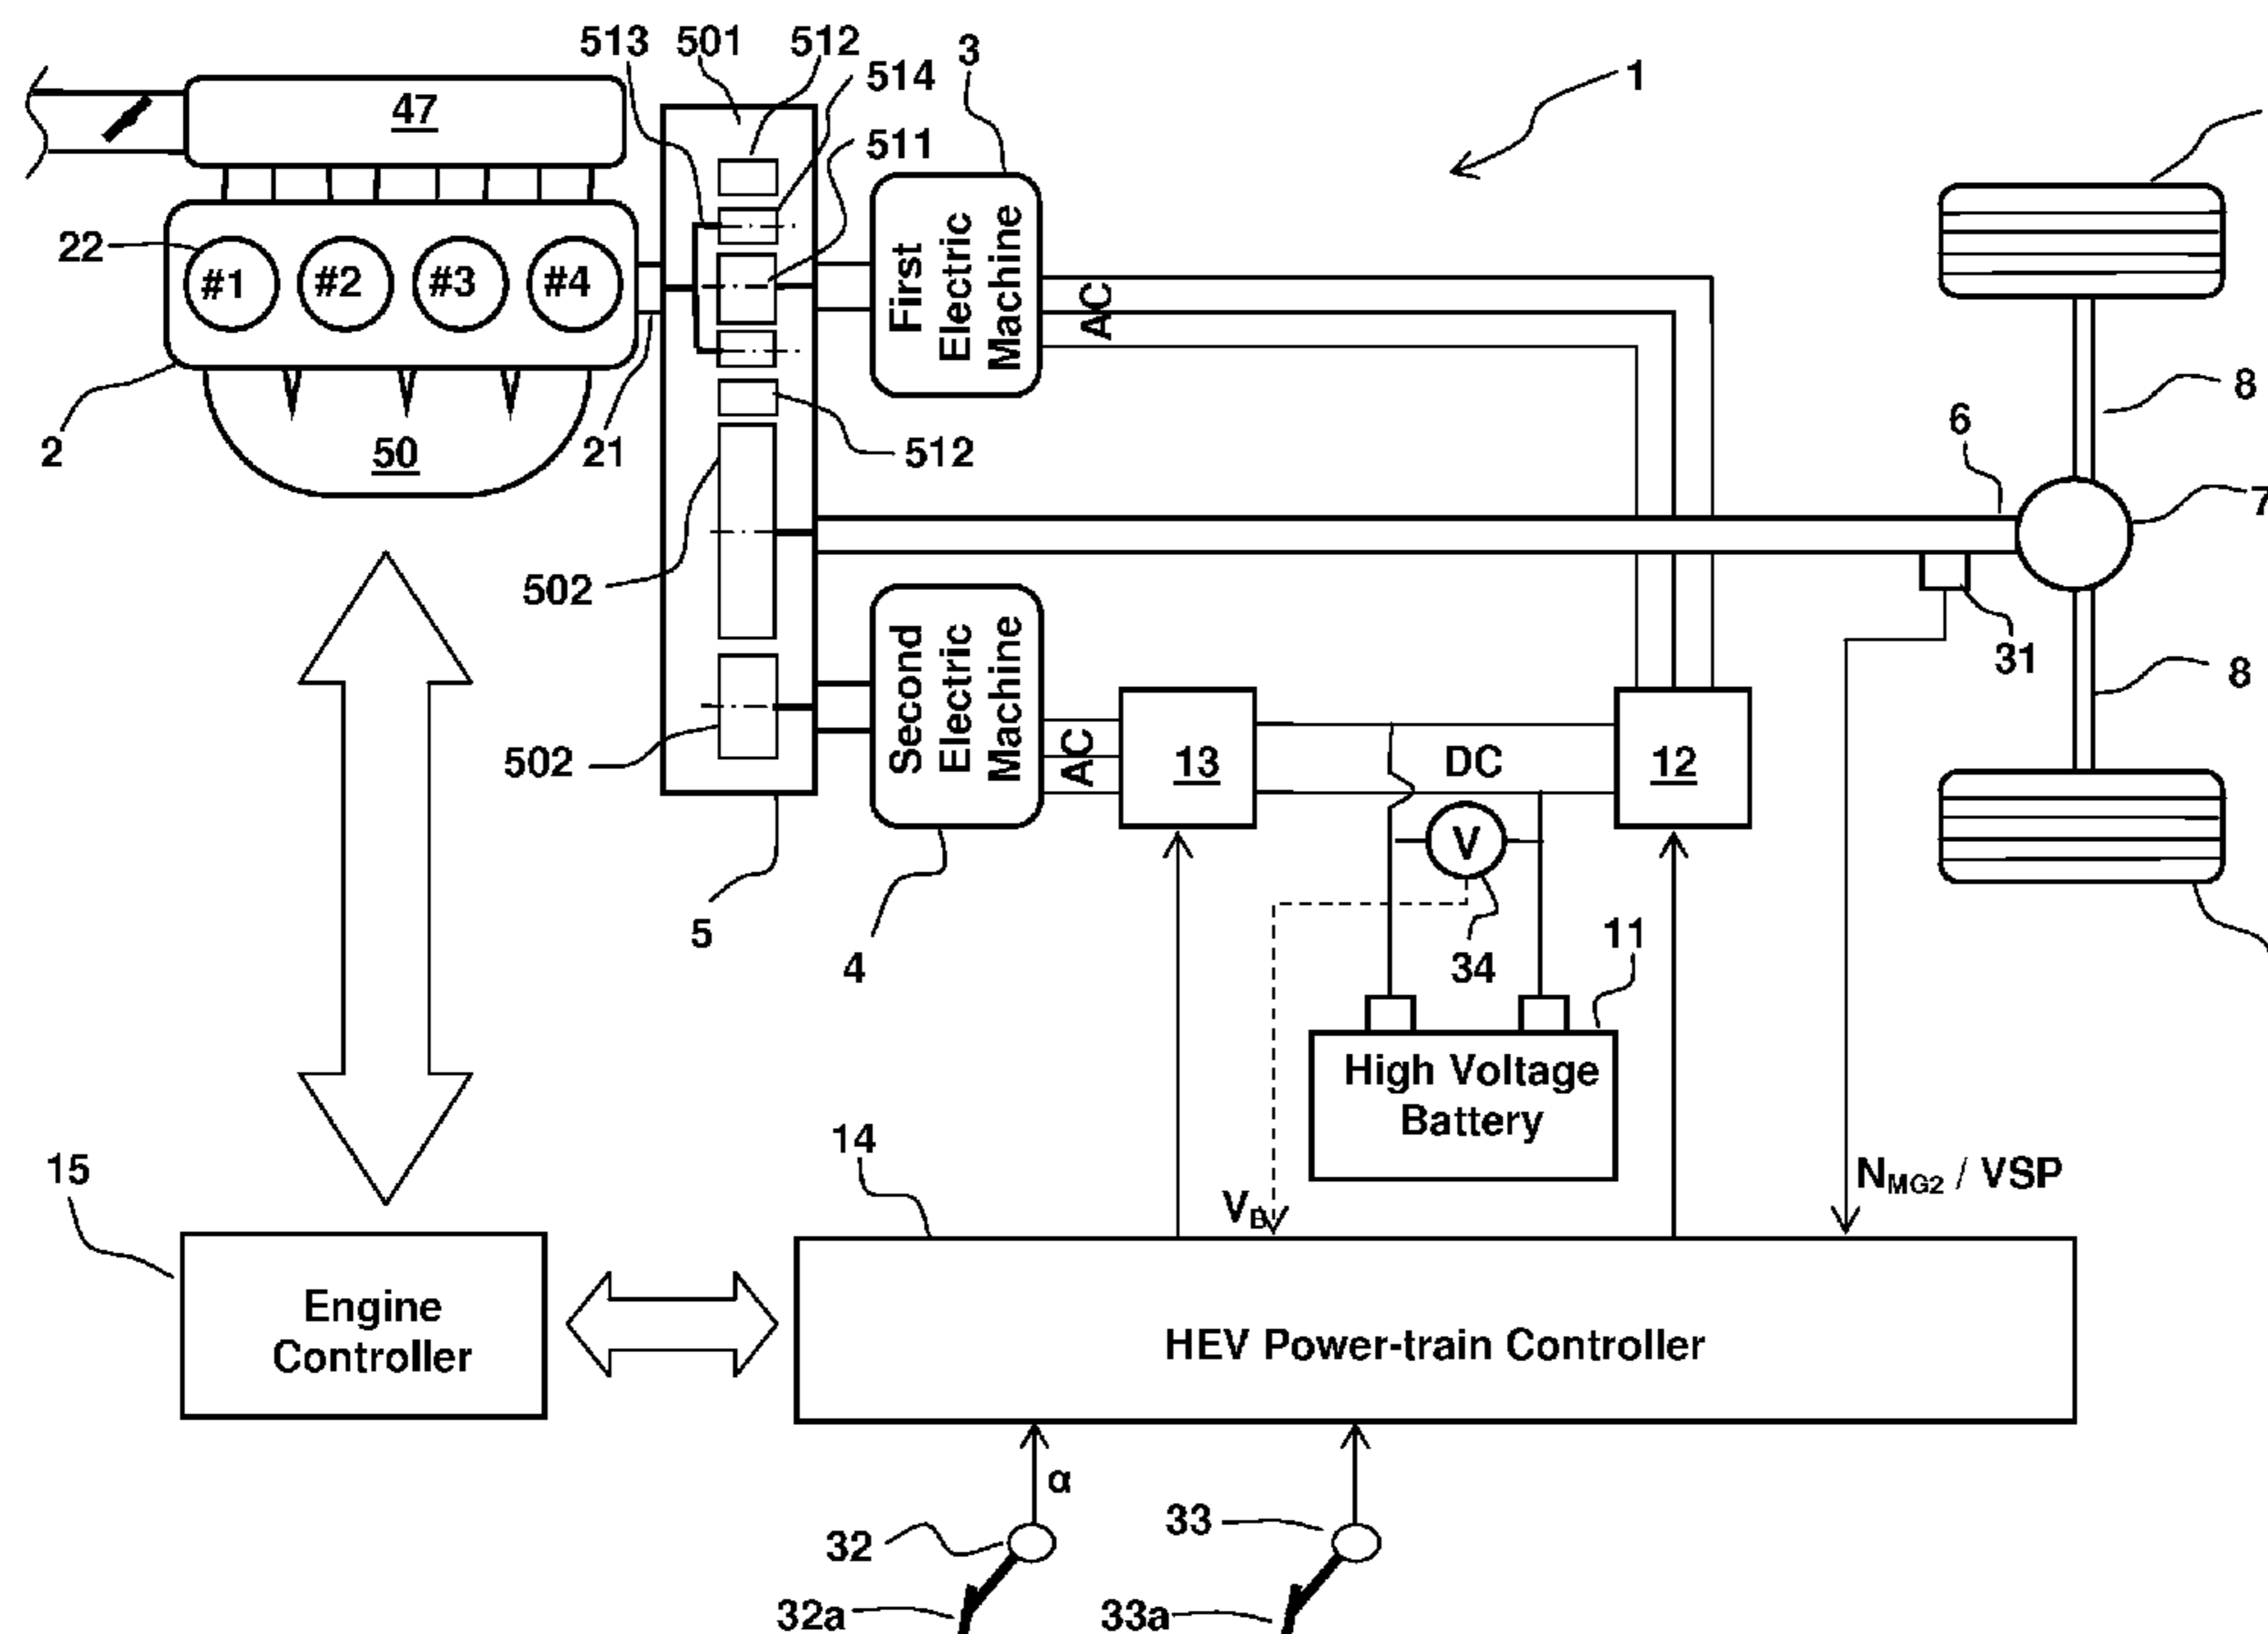 513 501 512
514
3
1
47
511
22
#1 #2 #3 #4
First
Electric
Machine
AC
8
6
2
50
21
512
7
502
31
8
Second
Electric
Machine
502
AC
13
DC
12
V
5
4
34
11
High Voltage
Battery
14
15
V_B
N_MG2 / VSP
Engine
Controller
HEV Power-train Controller
α
32
33
32a
33a